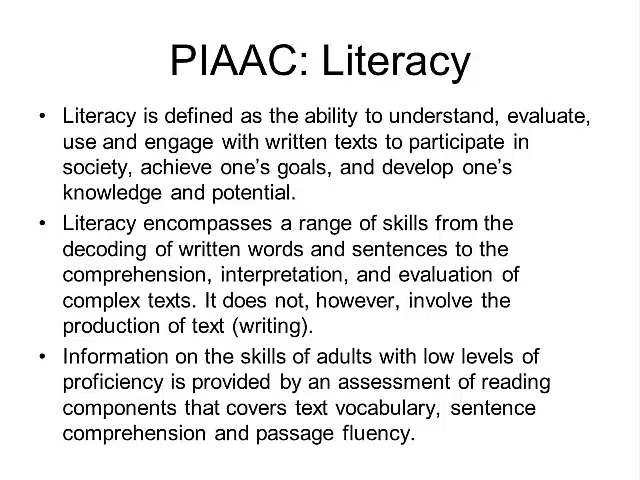 PIAAC: Literacy
• Literacy is defined as the ability to understand, evaluate,
use and engage with written texts to participate in
society, achieve one’s goals, and develop one’s
knowledge and potential.
• Literacy encompasses a range of skills from the
decoding of written words and sentences to the
comprehension, interpretation, and evaluation of
complex texts. It does not, however, involve the
production of text (writing).
• Information on the skills of adults with low levels of
proficiency is provided by an assessment of reading
components that covers text vocabulary, sentence
comprehension and passage fluency.